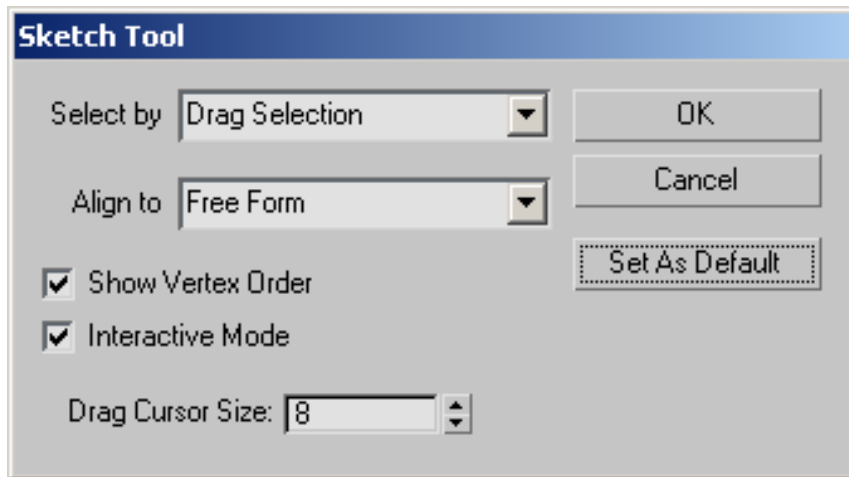 Sketch Tool
Select by Drag Selection OK
Cancel
Align to Free Form
Set As Default
Show Vertex Order
Interactive Mode
Drag Cursor Size: 8